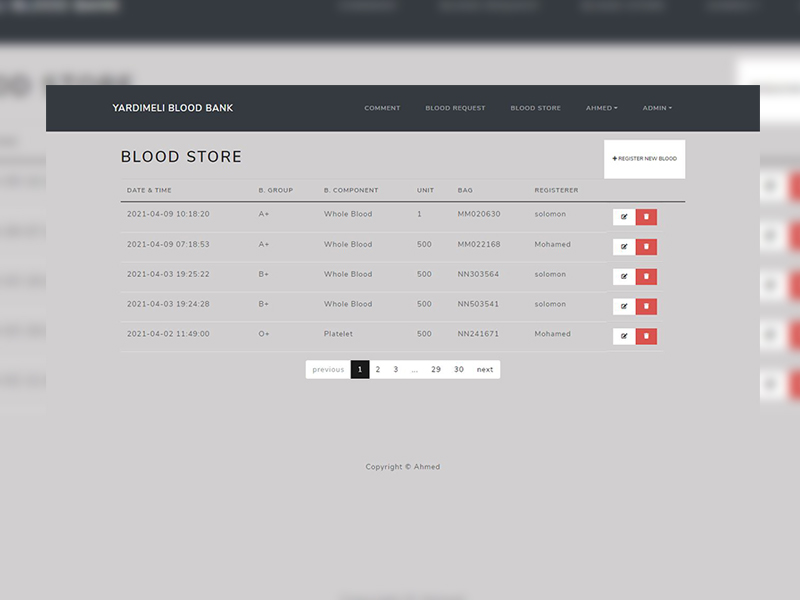 YARDIMELI BLOOD BANK COMMENT BLOOD REQUEST BLOOD STORE AHMED ADMIN
BLOOD STORE
+ REGISTER NEW BLOOD
DATE & TIME B. GROUP B. COMPONENT UNIT BAG REGISTERER
2021-04-09 10:18:20 A+ Whole Blood 1 MM020630 solomon
2021-04-09 07:18:53 A+ Whole Blood 500 MM022168 Mohamed
2021-04-03 19:25:22 B+ Whole Blood 500 NN303564 solomon
2021-04-03 19:24:28 B+ Whole Blood 500 NN503541 solomon
2021-04-02 11:49:00 O+ Platelet 500 NN241671 Mohamed
previous 1 2 3 ... 29 30 next
Copyright © Ahmed